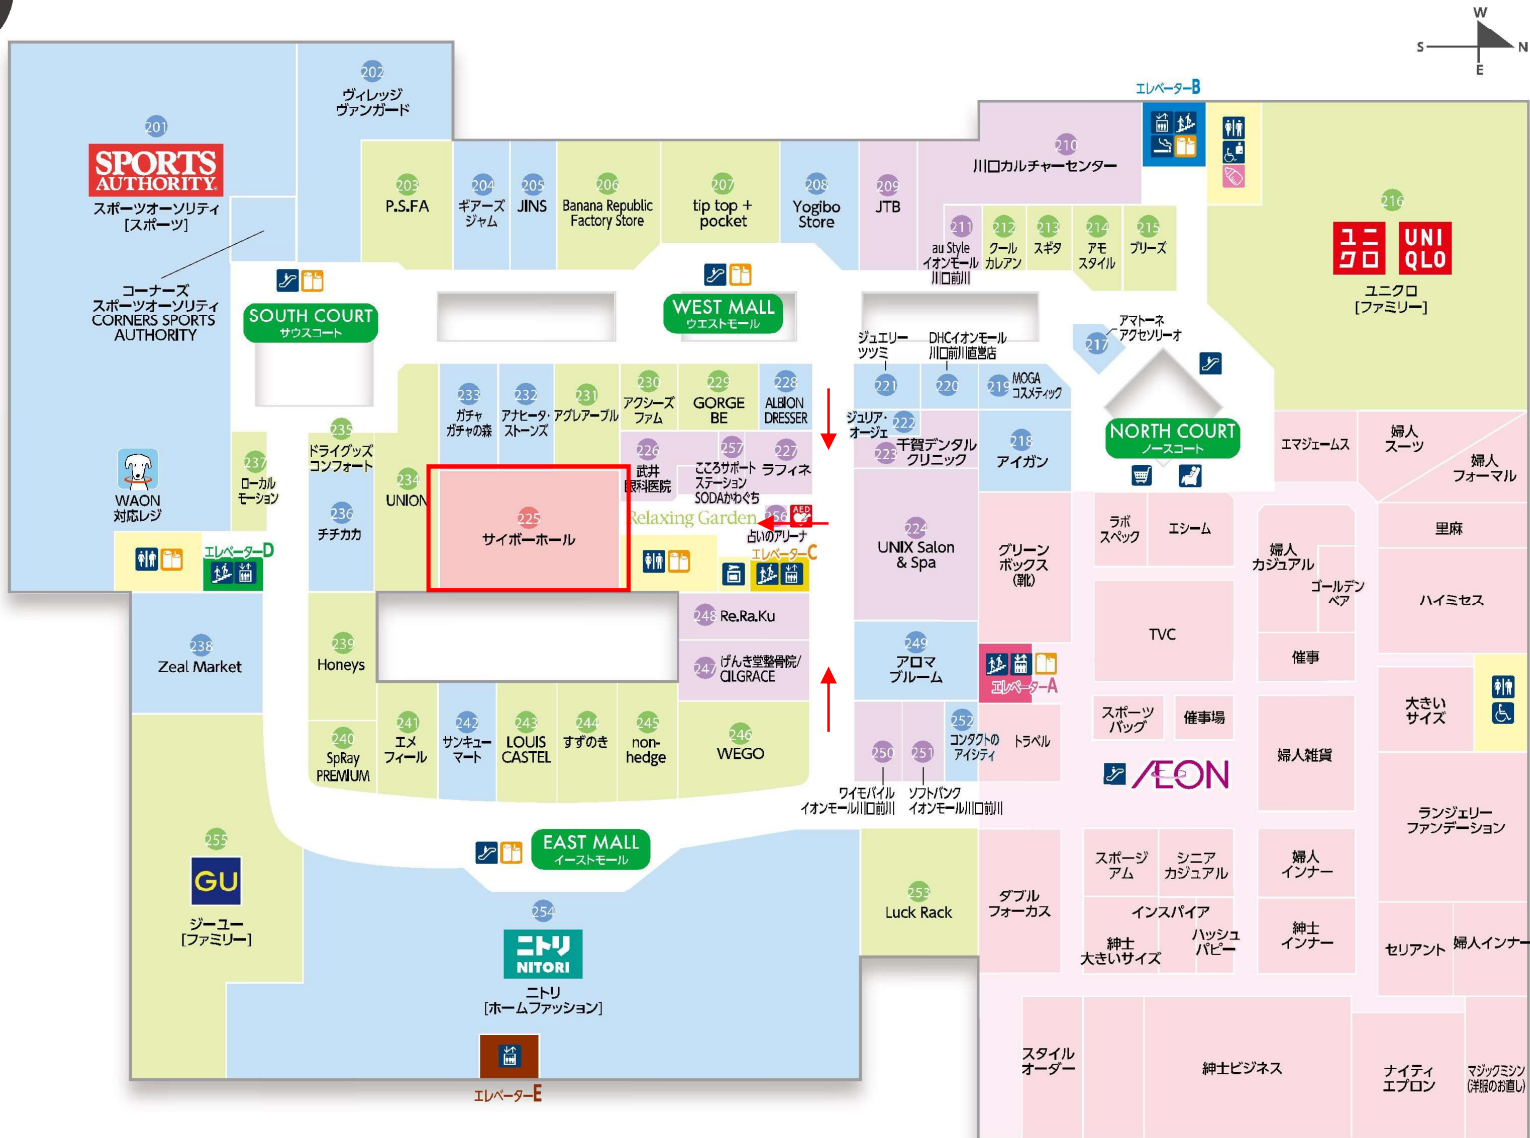 W
S
N
E
エレベーターB
201
SPORTS
AUTHORITY
スポーツオーソリティ
[スポーツ]
コーナーズ
スポーツオーソリティ
CORNERS SPORTS
AUTHORITY
202
ヴィレッジ
ヴァンガード
203
P.S.FA
204
ギアーズ
ジャム
205
JINS
206
Banana Republic
Factory Store
207
tip top +
pocket
208
Yogibo
Store
209
JTB
210
川口カルチャーセンター
211
au Style
イオンモール
川口前川
212
クール
カレアン
213
スギタ
214
アモ
スタイル
215
ブリーズ
216
ユニ
クロ
UNI
QLO
ユニクロ
[ファミリー]
SOUTH COURT
サウスコート
WEST MALL
ウエストモール
217
アマトーネ
アクセソリーオ
NORTH COURT
ノースコート
ジュエリー
ツツミ
221
DHCイオンモール
川口前川直営店
220
219
MOGA
コスメティック
218
アイガン
ジュリア・
オージェ
222
223
千賀デンタル
クリニック
224
UNIX Salon
& Spa
233
ガチャ
ガチャの森
232
アナヒータ・
ストーンズ
231
アグレアーブル
230
アクシーズ
ファム
229
GORGE
BE
228
ALBION
DRESSER
226
武井
眼科医院
257
こころサポート
ステーション
SODAかわぐち
227
ラフィネ
Relaxing Garden
256
AED
占いのアリーナ
エレベーターC
225
サイボーホール
234
UNION
235
ドライグッズ
コンフォート
236
チチカカ
237
ローカル
モーション
WAON
対応レジ
エレベーターD
238
Zeal Market
239
Honeys
240
SpRay
PREMIUM
241
エメ
フィール
242
サンキュー
マート
243
LOUIS
CASTEL
244
すずのき
245
non-
hedge
246
WEGO
247
げんき堂整骨院/
CILGRACE
248
Re.Ra.Ku
249
アロマ
ブルーム
250
ワイモバイル
イオンモール川口前川
251
ソフトバンク
イオンモール川口前川
252
コンタクトの
アイシティ
253
Luck Rack
EAST MALL
イーストモール
254
ニトリ
NITORI
ニトリ
[ホームファッション]
エレベーターE
255
GU
ジーユー
[ファミリー]
エレベーターA
グリーン
ボックス
(靴)
トラベル
ダブル
フォーカス
ラボ
スペック
エシーム
TVC
スポーツ
バッグ
催事場
ÆON
エマジェームス
婦人
スーツ
婦人
フォーマル
里麻
婦人
カジュアル
ゴールデン
ベア
ハイミセス
催事
大きい
サイズ
婦人雑貨
ランジェリー
ファンデーション
スポージ
アム
シニア
カジュアル
婦人
インナー
インスパイア
紳士
大きいサイズ
ハッシュ
パピー
紳士
インナー
セリアント
婦人インナー
スタイル
オーダー
紳士ビジネス
ナイティ
エプロン
マジックミシン
(洋服のお直し)